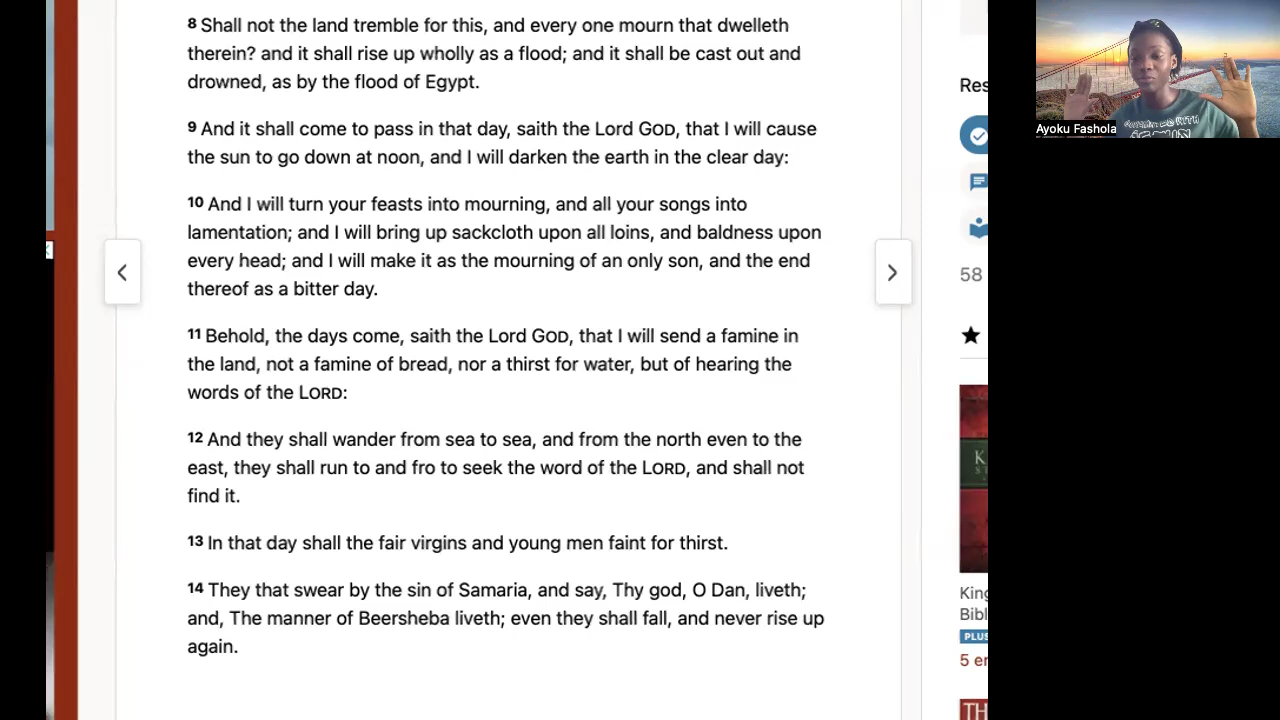 8 Shall not the land tremble for this, and every one mourn that dwelleth
therein? and it shall rise up wholly as a flood; and it shall be cast out and
drowned, as by the flood of Egypt.
9 And it shall come to pass in that day, saith the Lord GOD, that I will cause
the sun to go down at noon, and I will darken the earth in the clear day:
10 And I will turn your feasts into mourning, and all your songs into
lamentation; and I will bring up sackcloth upon all loins, and baldness upon
every head; and I will make it as the mourning of an only son, and the end
thereof as a bitter day.
11 Behold, the days come, saith the Lord GOD, that I will send a famine in
the land, not a famine of bread, nor a thirst for water, but of hearing the
words of the LORD:
12 And they shall wander from sea to sea, and from the north even to the
east, they shall run to and fro to seek the word of the LORD, and shall not
find it.
13 In that day shall the fair virgins and young men faint for thirst.
14 They that swear by the sin of Samaria, and say, Thy god, O Dan, liveth;
and, The manner of Beersheba liveth; even they shall fall, and never rise up
again.
Res
58
K
King
Bibl
PLUS
5 en
TH
Ayoku Fashola
WITH